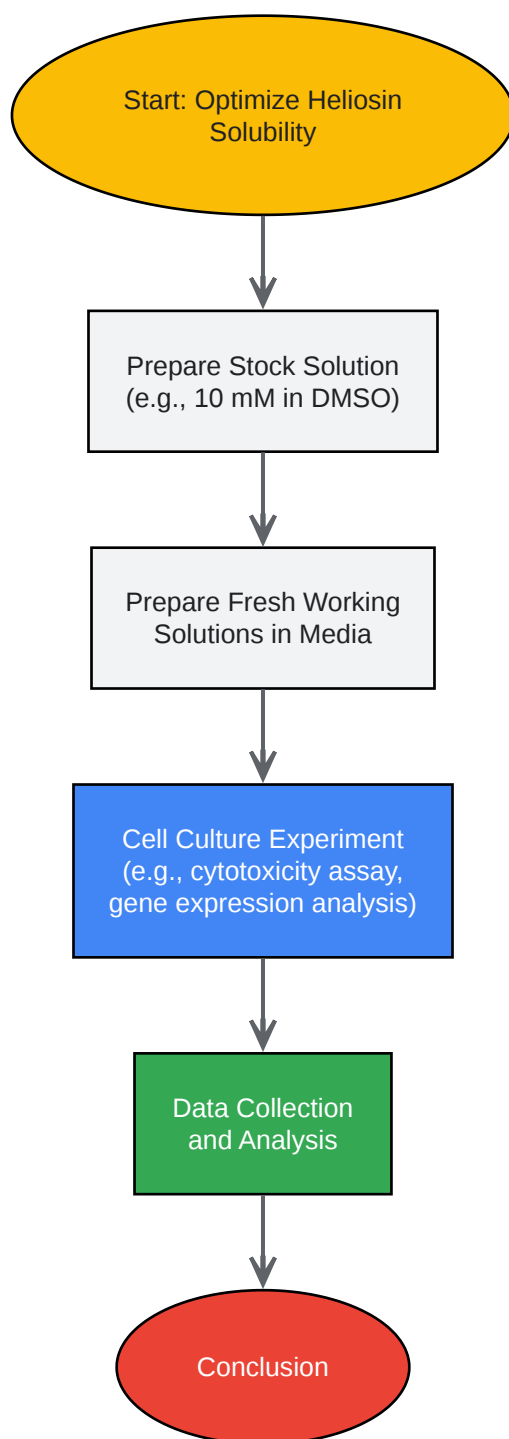 Start: Optimize Heliosin
Solubility
Prepare Stock Solution
(e.g., 10 mM in DMSO)
Prepare Fresh Working
Solutions in Media
Cell Culture Experiment
(e.g., cytotoxicity assay,
gene expression analysis)
Data Collection
and Analysis
Conclusion